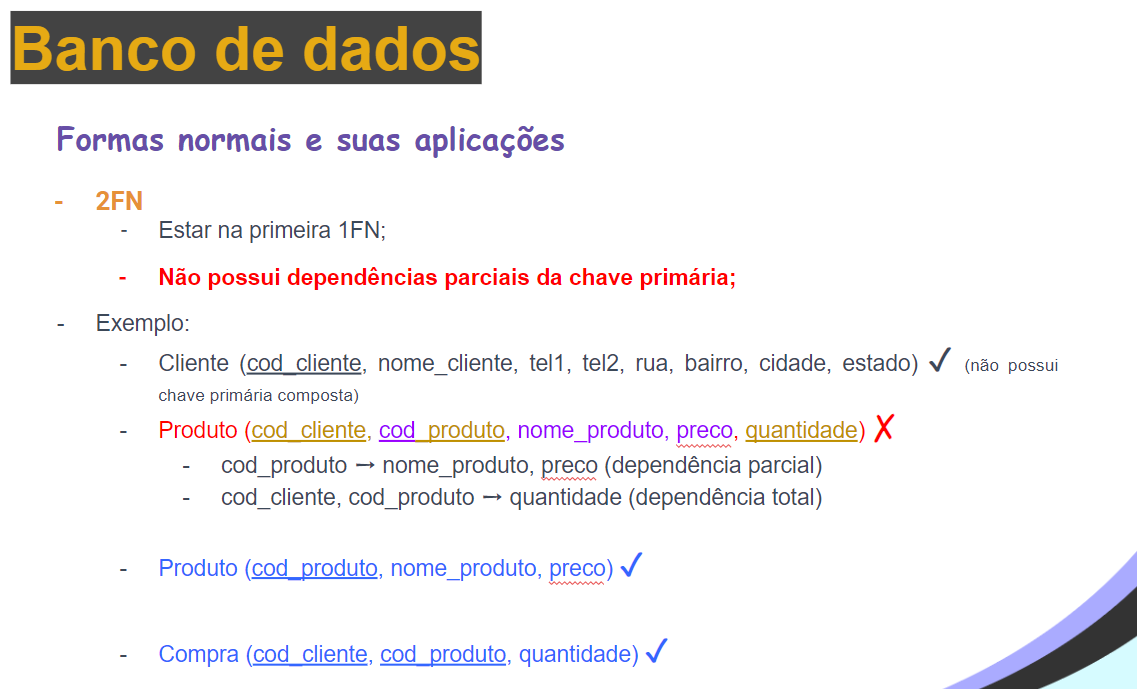 Banco de dados
Formas normais e suas aplicações
- 2FN
- Estar na primeira 1FN;
- Não possui dependências parciais da chave primária;
- Exemplo:
- Cliente (cod_cliente, nome_cliente, tel1, tel2, rua, bairro, cidade, estado) ✓ (não possui
chave primária composta)
- Produto (cod_cliente, cod_produto, nome_produto, preco, quantidade) ✗
- cod_produto → nome_produto, preco (dependência parcial)
- cod_cliente, cod_produto → quantidade (dependência total)
- Produto (cod_produto, nome_produto, preco) ✓
- Compra (cod_cliente, cod_produto, quantidade) ✓